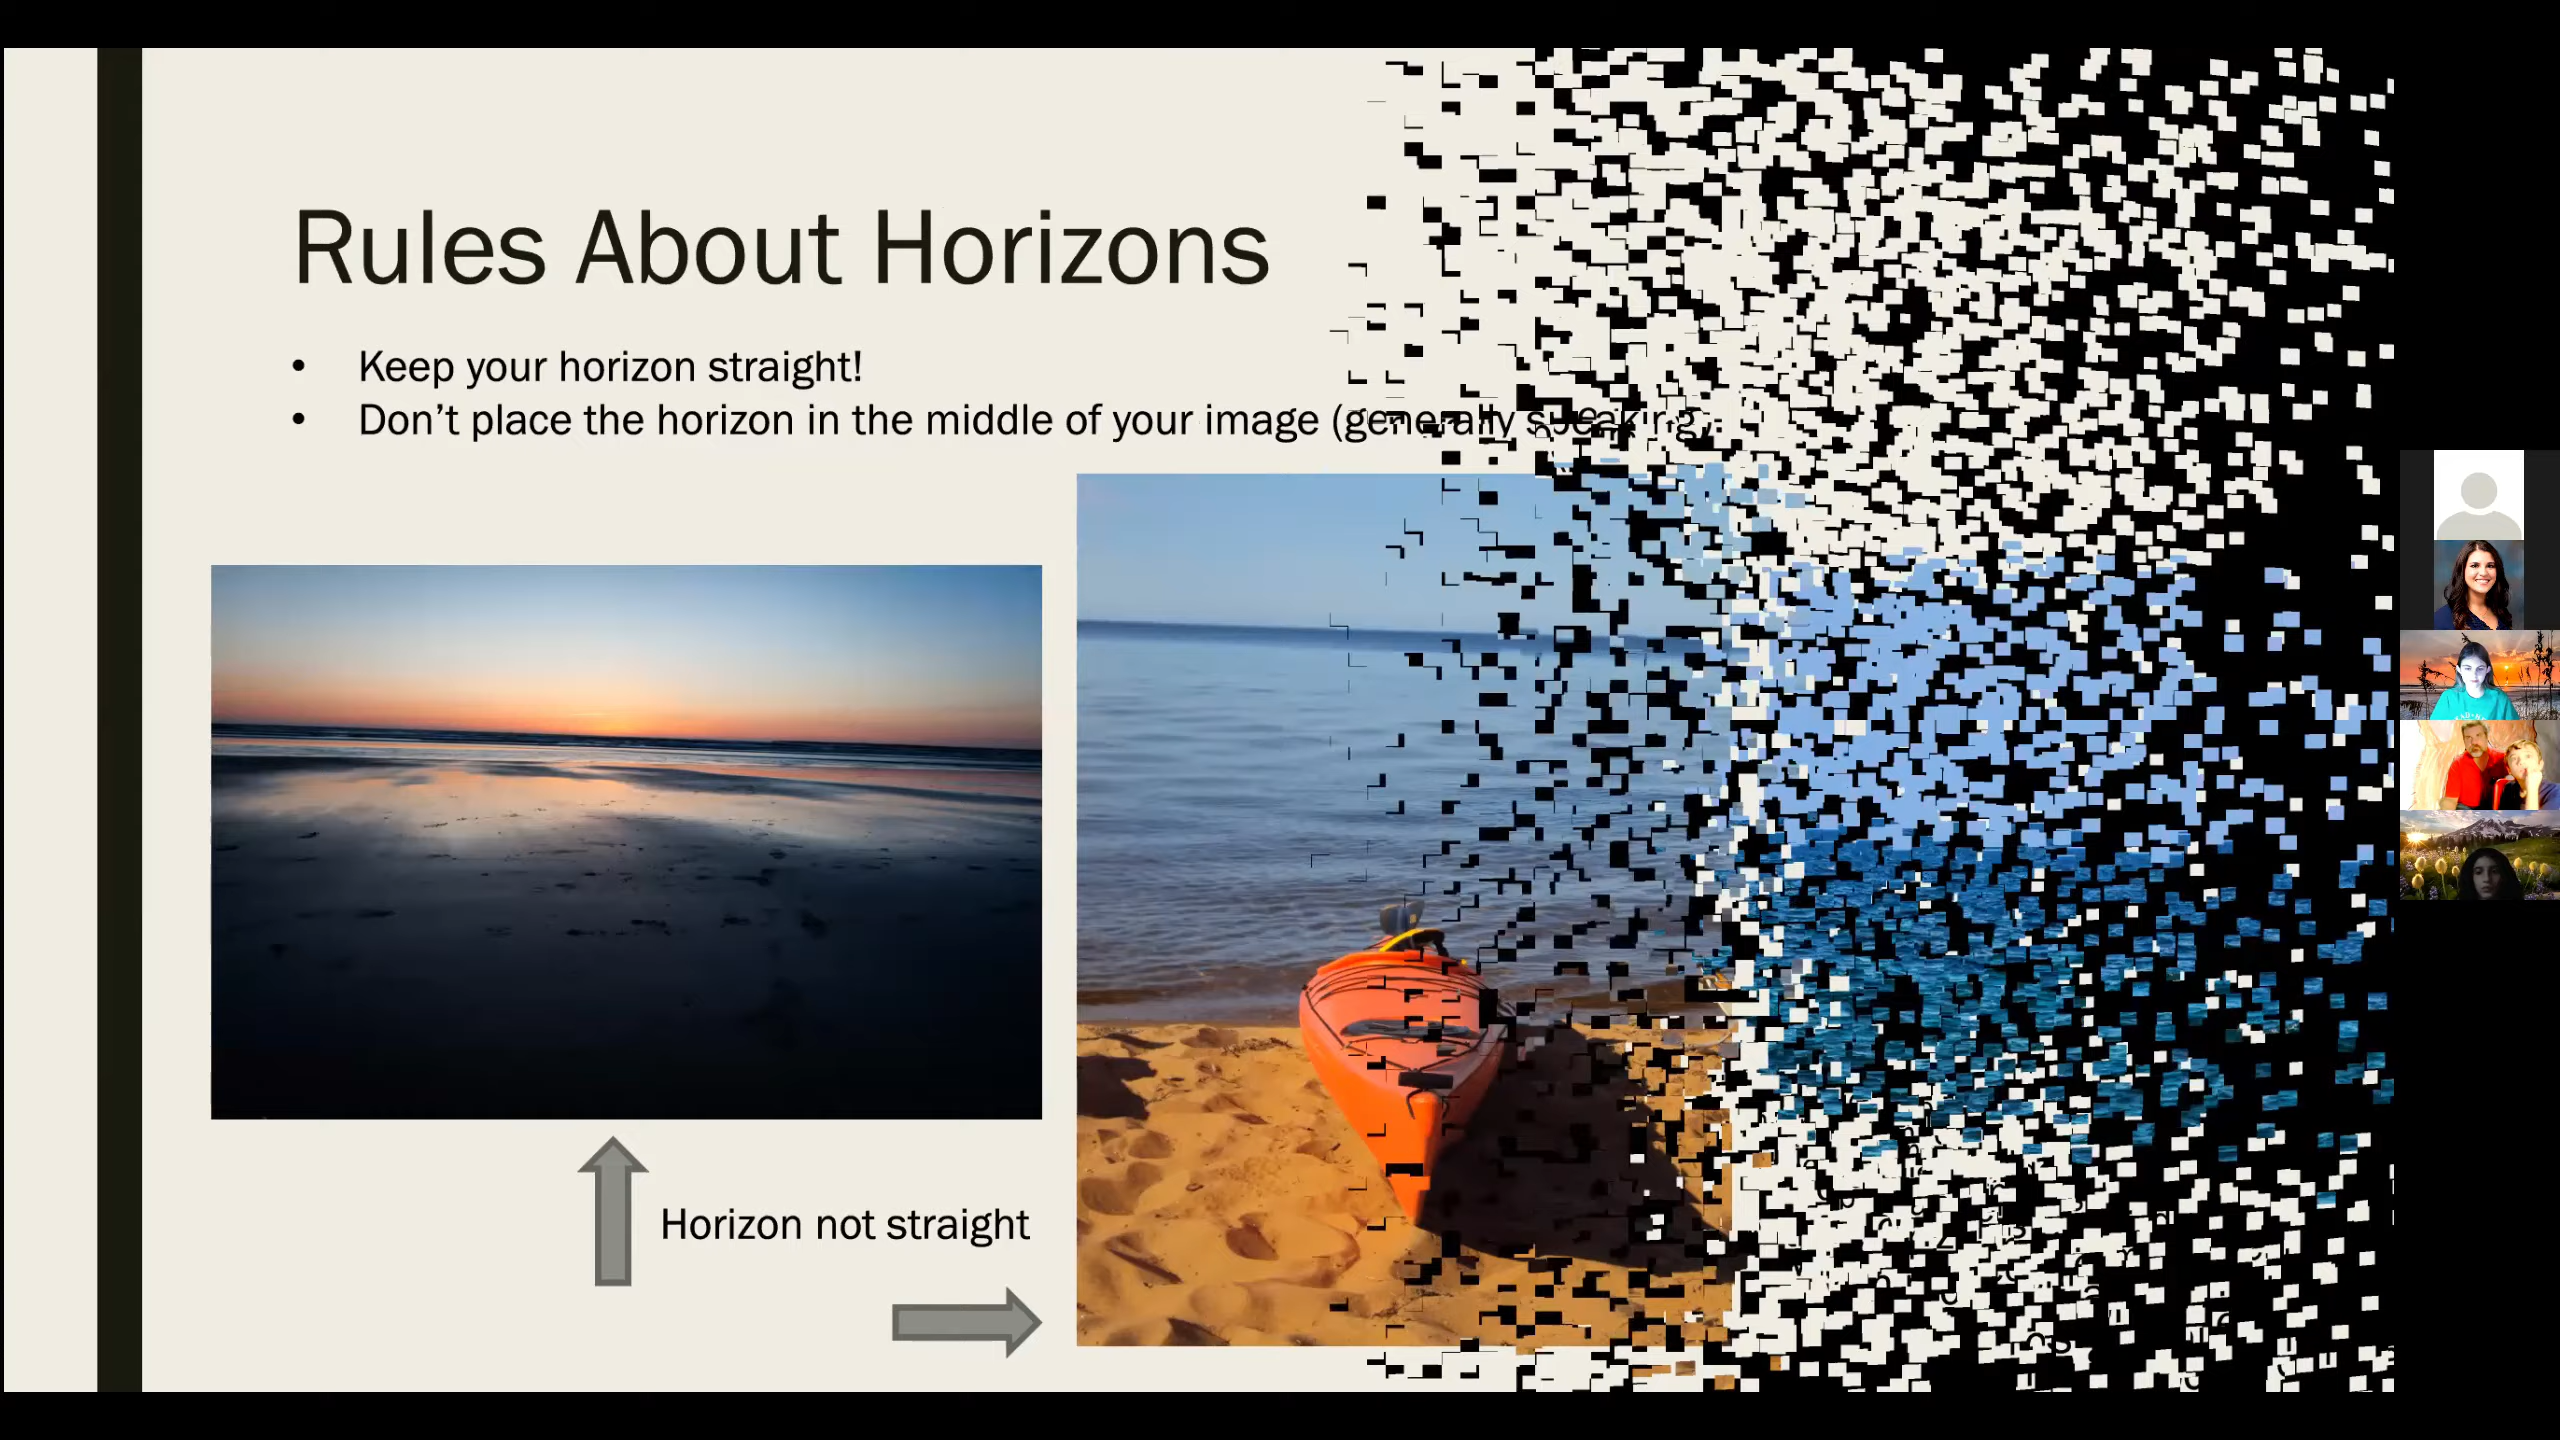 Rules About Horizons
• Keep your horizon straight!
• Don’t place the horizon in the middle of your image (generally speaking)
Horizon not straight